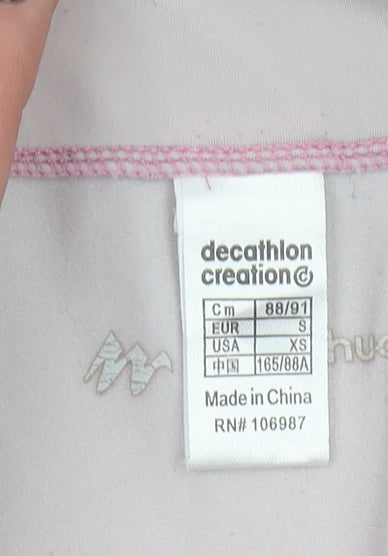 decathlon
creation
Cm 88/91
EUR S
USA XS
中国 165/88A
Made in China
RN# 106987